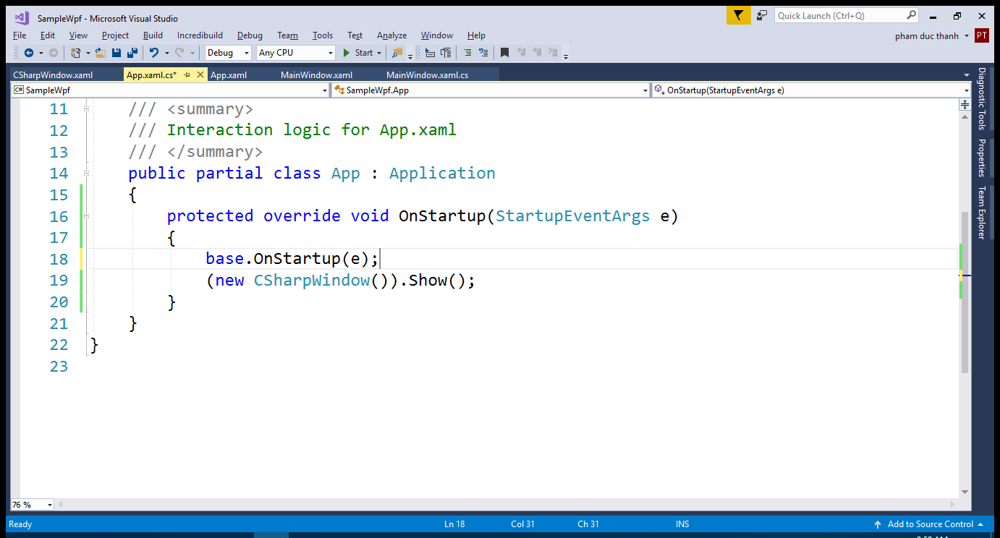 SampleWpf - Microsoft Visual Studio
Quick Launch (Ctrl+Q)
File Edit View Project Build Incredibuild Debug Team Tools Test Analyze Window Help
pham duc thanh PT
Debug Any CPU Start
CSharpWindow.xaml App.xaml.cs* App.xaml MainWindow.xaml MainWindow.xaml.cs
C# SampleWpf SampleWpf.App OnStartup(StartupEventArgs e)
Diagnostic Tools
Properties
Team Explorer
11 /// <summary>
12 /// Interaction logic for App.xaml
13 /// </summary>
14 public partial class App : Application
15 {
16 protected override void OnStartup(StartupEventArgs e)
17 {
18 base.OnStartup(e);
19 (new CSharpWindow()).Show();
20 }
21 }
22 }
23
76 %
Ready Ln 18 Col 31 Ch 31 INS Add to Source Control